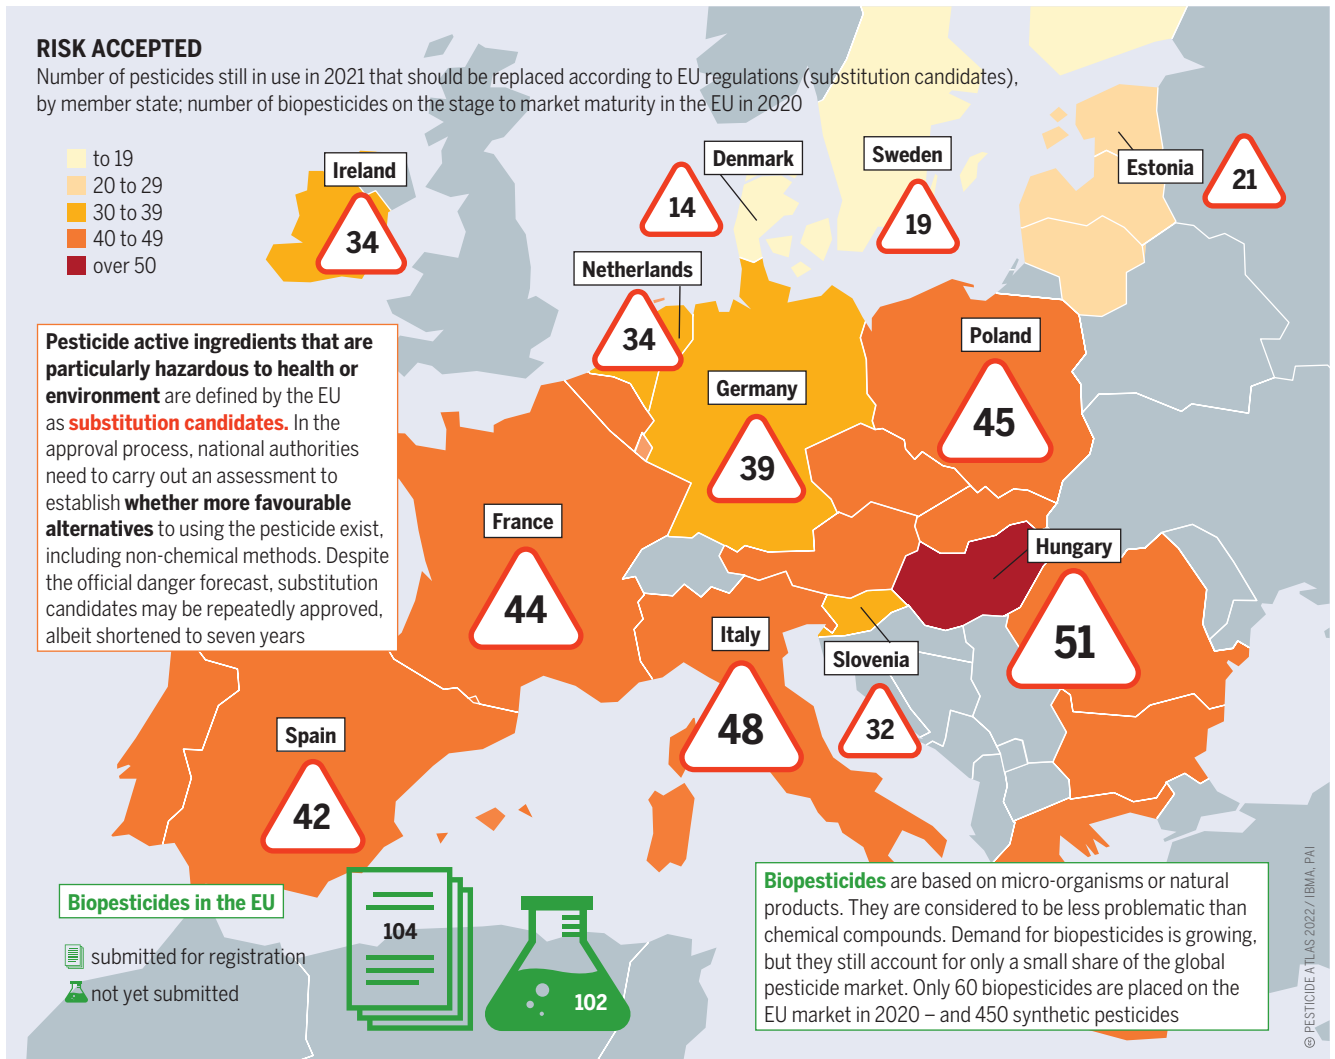 RISK ACCEPTED
Number of pesticides still in use in 2021 that should be replaced according to EU regulations (substitution candidates),
by member state; number of biopesticides on the stage to market maturity in the EU in 2020
to 19
20 to 29
30 to 39
40 to 49
over 50
Ireland
34
Denmark
14
Sweden
19
Estonia
21
Netherlands
34
Germany
39
Poland
45
France
44
Hungary
51
Italy
48
Slovenia
32
Spain
42
Pesticide active ingredients that are
particularly hazardous to health or
environment are defined by the EU
as substitution candidates. In the
approval process, national authorities
need to carry out an assessment to
establish whether more favourable
alternatives to using the pesticide exist,
including non-chemical methods. Despite
the official danger forecast, substitution
candidates may be repeatedly approved,
albeit shortened to seven years
Biopesticides in the EU
submitted for registration
not yet submitted
104
102
Biopesticides are based on micro-organisms or natural
products. They are considered to be less problematic than
chemical compounds. Demand for biopesticides is growing,
but they still account for only a small share of the global
pesticide market. Only 60 biopesticides are placed on the
EU market in 2020 – and 450 synthetic pesticides
PESTICIDE ATLAS 2022 / IBMA, PAI